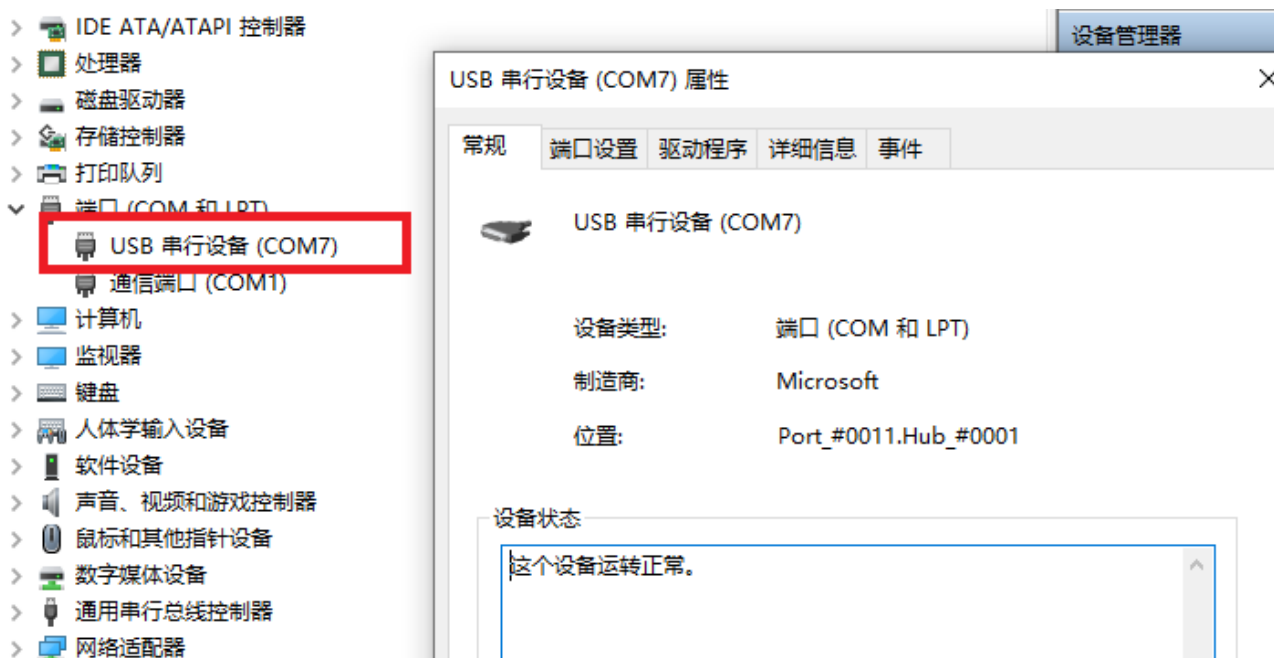 IDE ATA/ATAPI 控制器
处理器
磁盘驱动器
存储控制器
打印队列
端口 (COM 和 LPT)
USB 串行设备 (COM7)
通信端口 (COM1)
计算机
监视器
键盘
人体学输入设备
软件设备
声音、视频和游戏控制器
鼠标和其他指针设备
数字媒体设备
通用串行总线控制器
网络适配器
设备管理器
USB 串行设备 (COM7) 属性
常规 端口设置 驱动程序 详细信息 事件
USB 串行设备 (COM7)
设备类型: 端口 (COM 和 LPT)
制造商: Microsoft
位置: Port_#0011.Hub_#0001
设备状态
这个设备运转正常。